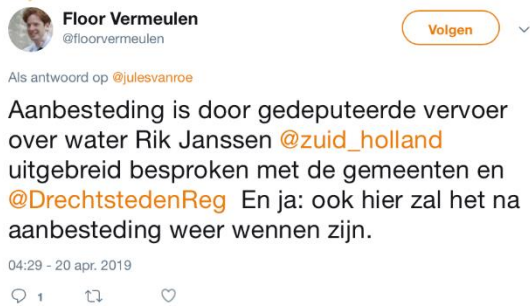 Floor Vermeulen
@floorvermeulen
Volgen
Als antwoord op @julesvanroe
Aanbesteding is door gedeputeerde vervoer
over water Rik Janssen @zuid_holland
uitgebreid besproken met de gemeenten en
@DrechtstedenReg En ja: ook hier zal het na
aanbesteding weer wennen zijn.
04:29 - 20 apr. 2019
1